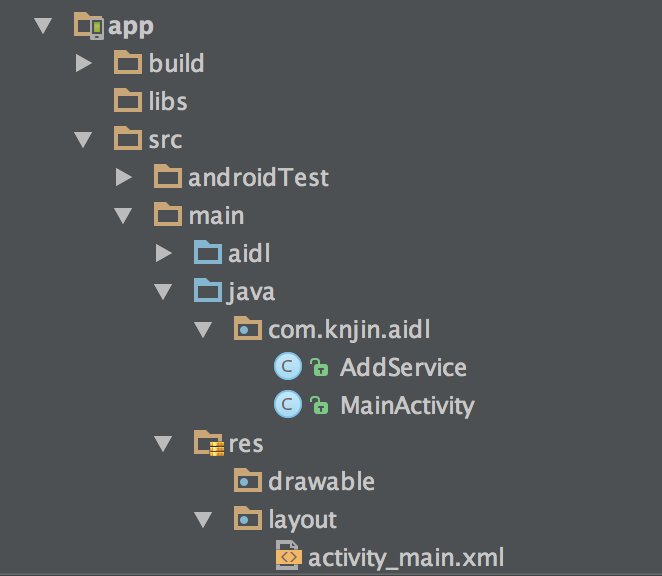 app
build
libs
src
androidTest
main
aidl
java
com.knjin.aidl
C AddService
C MainActivity
res
drawable
layout
activity_main.xml